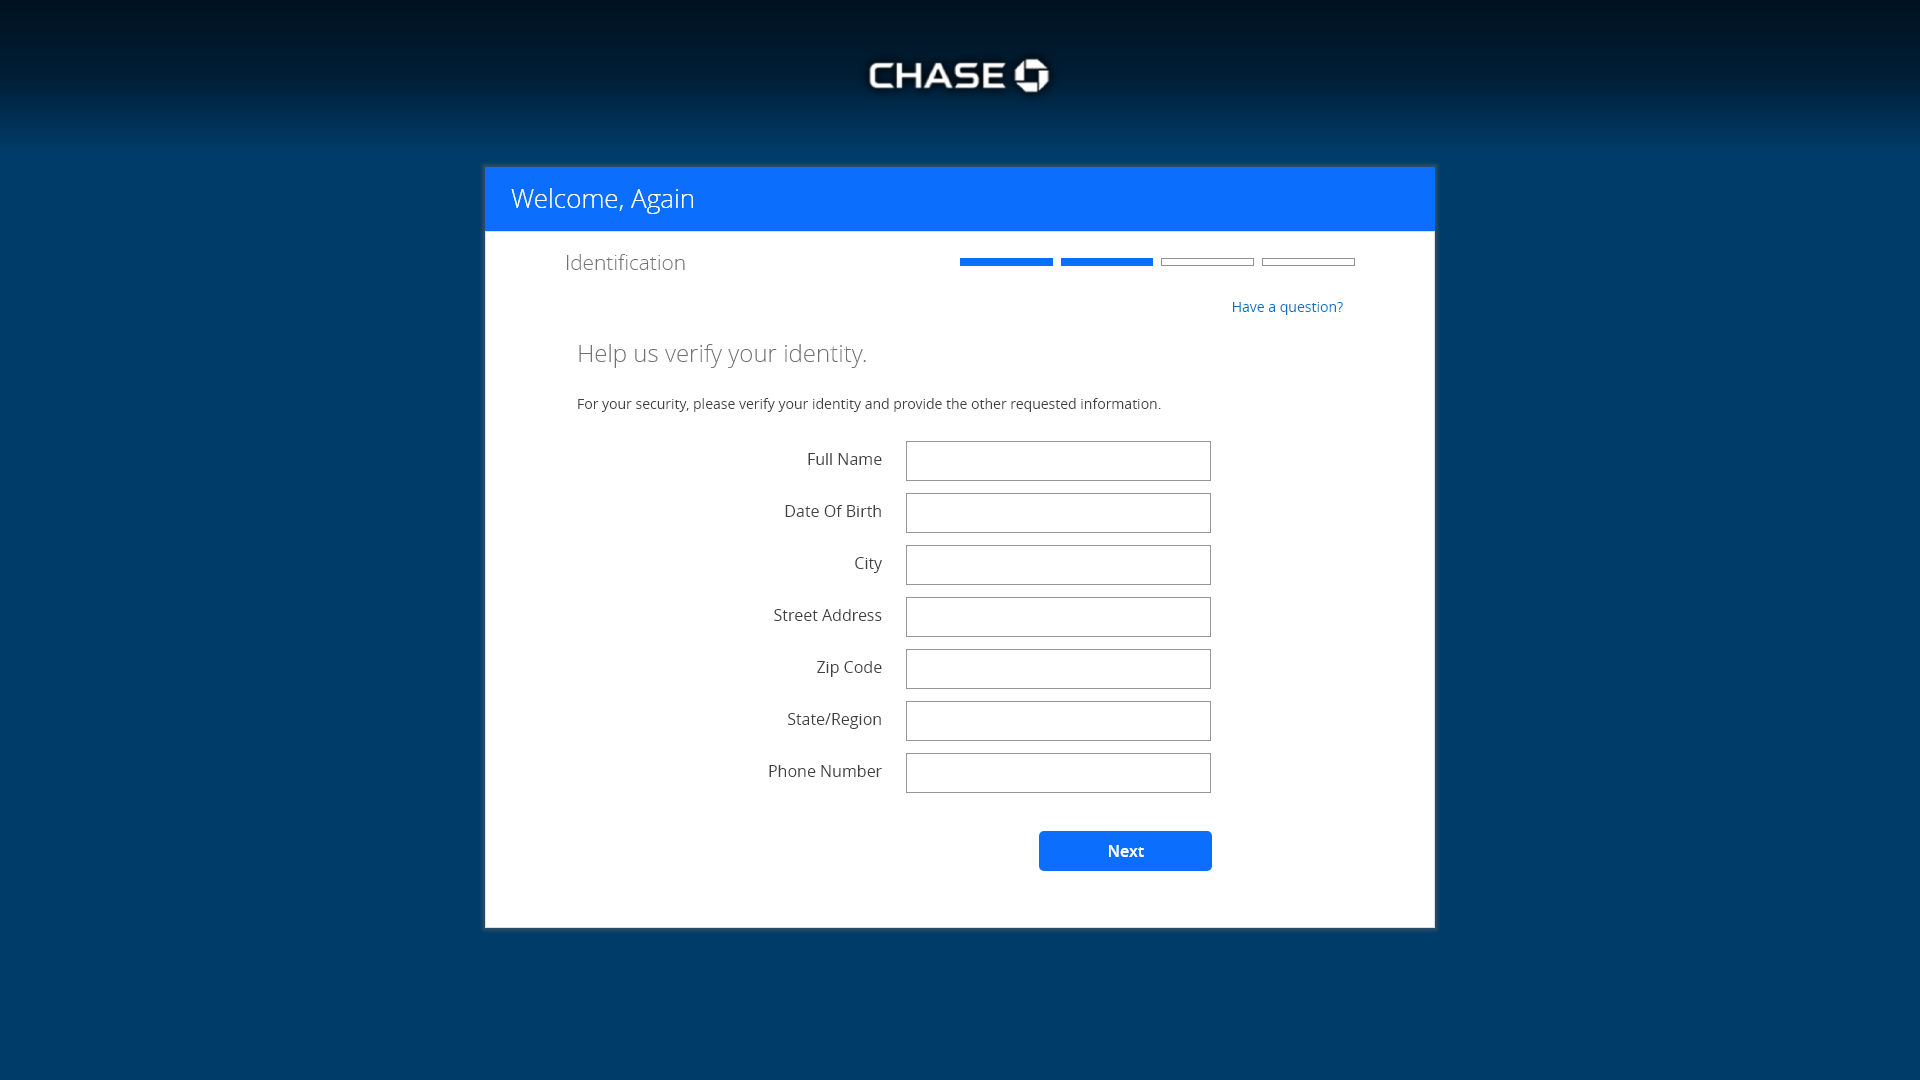 CHASE
Welcome, Again
Identification
Have a question?
Help us verify your identity.
For your security, please verify your identity and provide the other requested information.
Full Name
Date Of Birth
City
Street Address
Zip Code
State/Region
Phone Number
Next